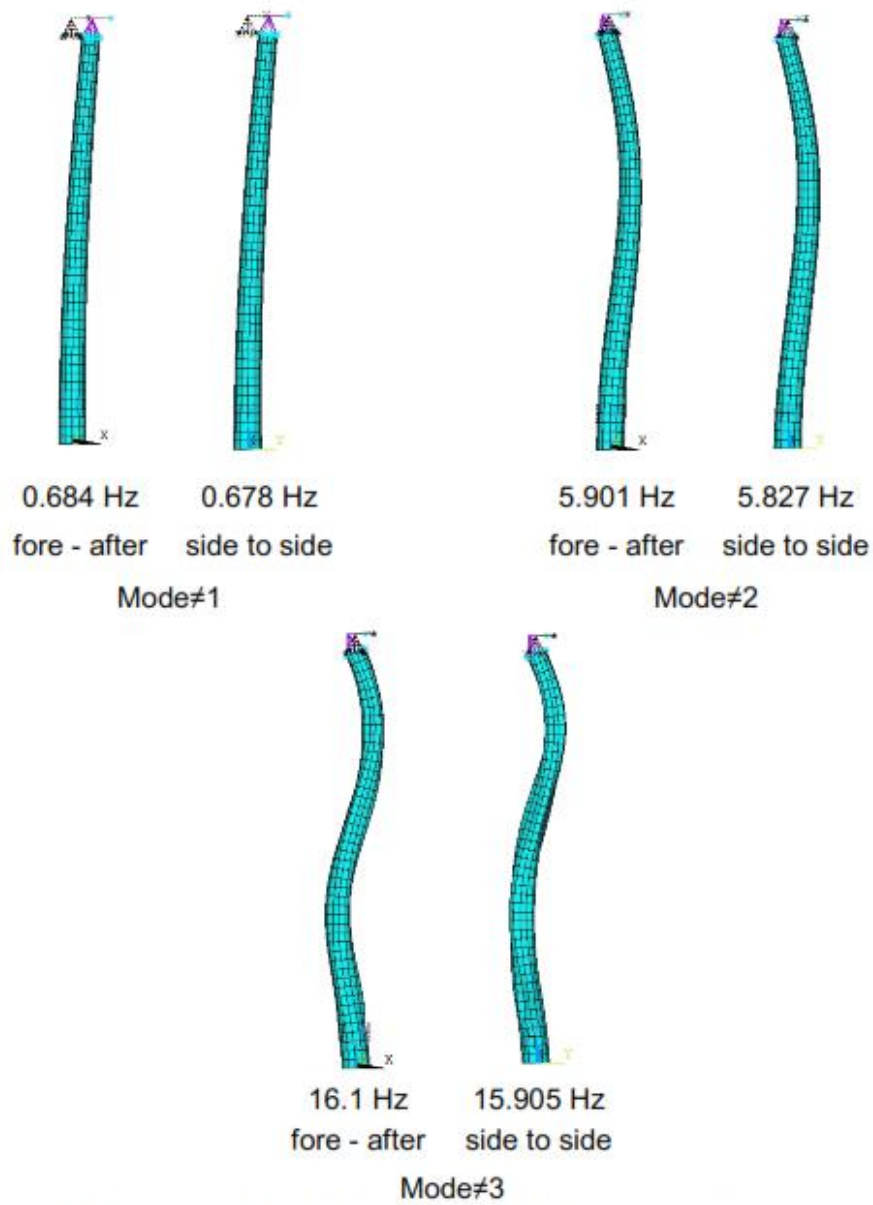 X
Y
X
0.684 Hz 0.678 Hz 5.901 Hz 5.827 Hz
fore - after side to side fore - after side to side
Mode≠1 Mode≠2
X
Y
16.1 Hz 15.905 Hz
fore - after side to side
Mode≠3